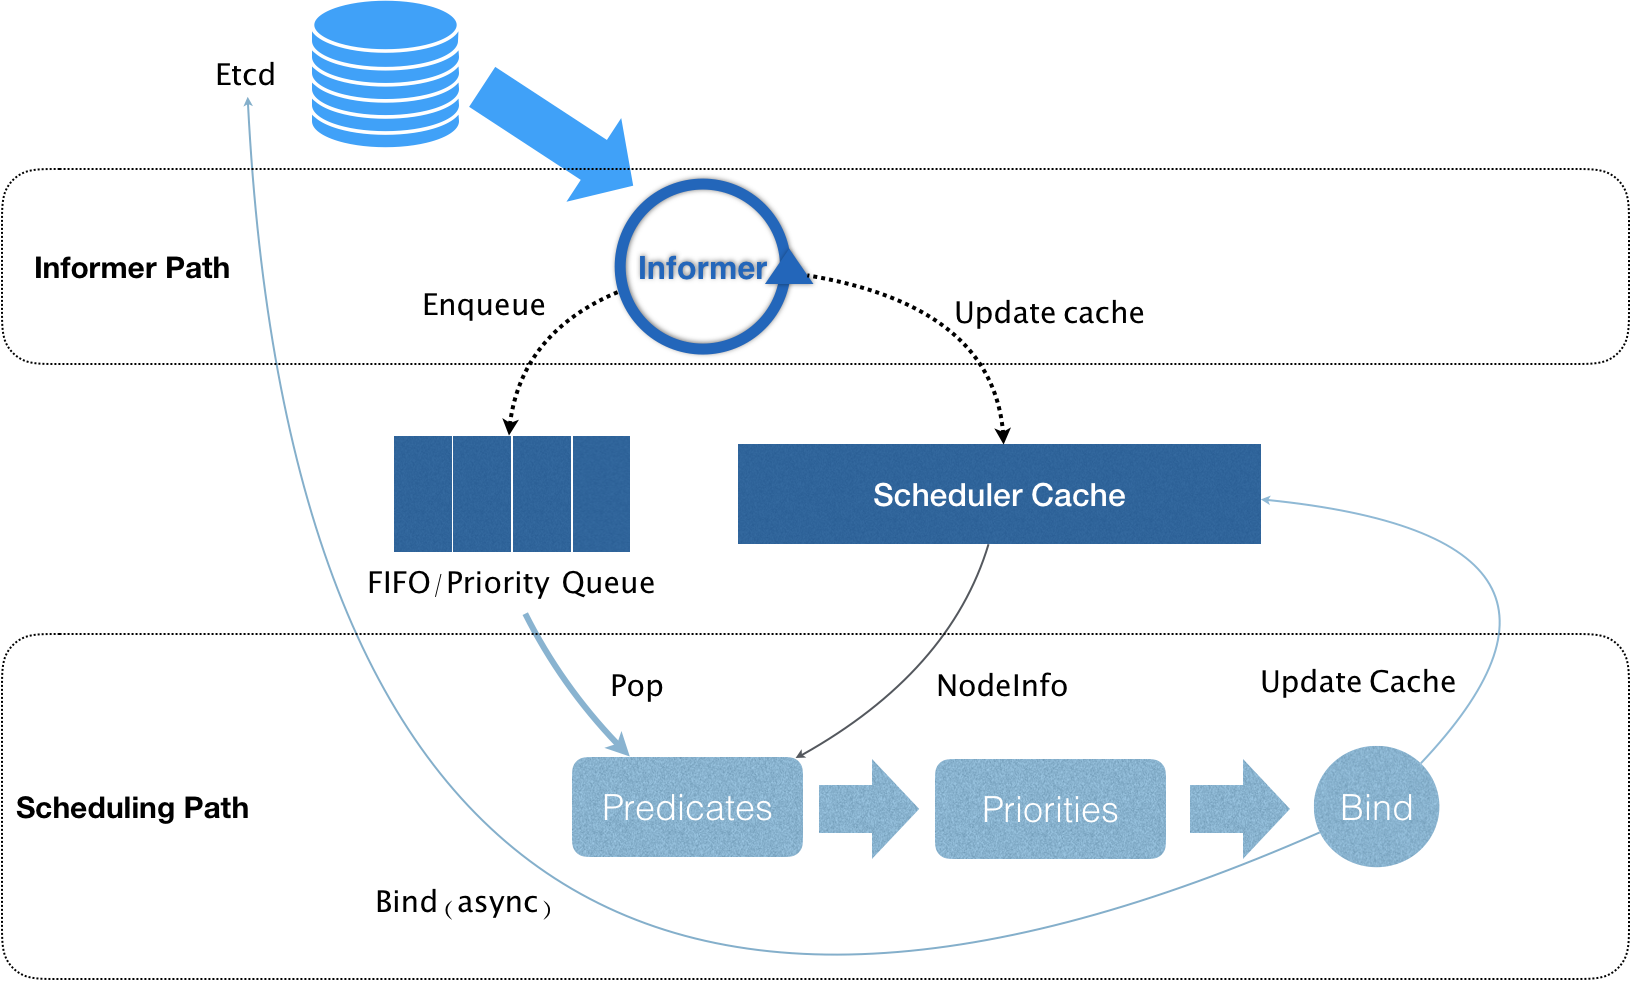 Etcd
Informer Path
Informer
Enqueue
Update cache
Scheduler Cache
FIFO/Priority Queue
Pop
NodeInfo
Update Cache
Scheduling Path
Predicates
Priorities
Bind
Bind(async)